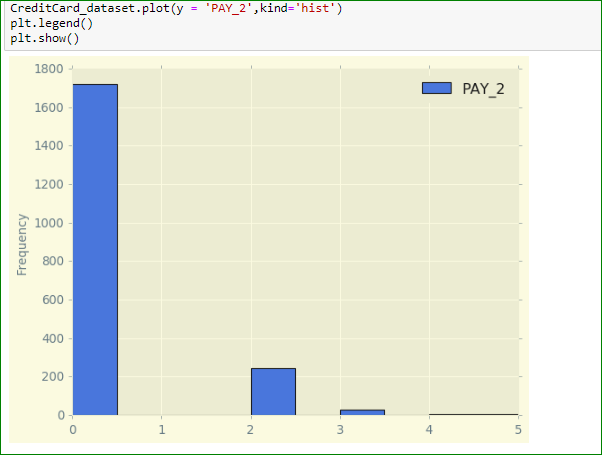 CreditCard_dataset.plot(y = 'PAY_2',kind='hist')
plt.legend()
plt.show()
PAY_2
1800
1600
1400
1200
1000
800
600
400
200
0
Frequency
0 1 2 3 4 5